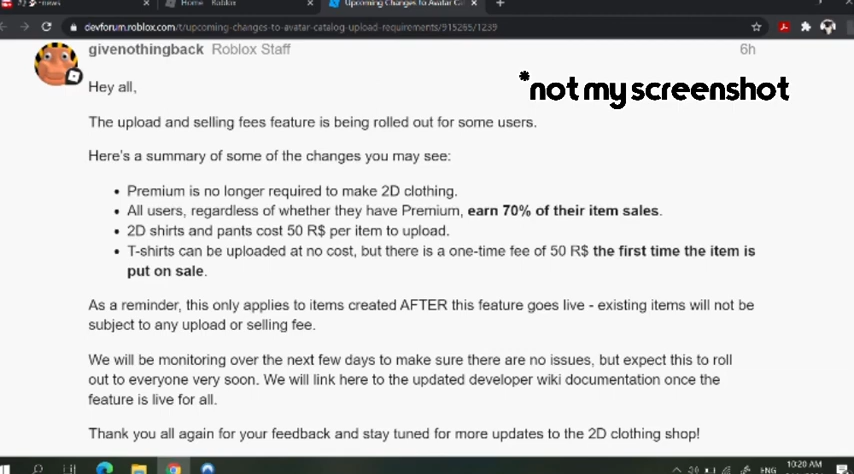 -news
Home - Roblox
Upcoming Changes to Avatar Cat
devforum.roblox.com/t/upcoming-changes-to-avatar-catalog-upload-requirements/915265/1239
givenothingback Roblox Staff 6h
*not my screenshot
Hey all,
The upload and selling fees feature is being rolled out for some users.
Here's a summary of some of the changes you may see:
• Premium is no longer required to make 2D clothing.
• All users, regardless of whether they have Premium, earn 70% of their item sales.
• 2D shirts and pants cost 50 R$ per item to upload.
• T-shirts can be uploaded at no cost, but there is a one-time fee of 50 R$ the first time the item is
put on sale.
As a reminder, this only applies to items created AFTER this feature goes live - existing items will not be
subject to any upload or selling fee.
We will be monitoring over the next few days to make sure there are no issues, but expect this to roll
out to everyone very soon. We will link here to the updated developer wiki documentation once the
feature is live for all.
Thank you all again for your feedback and stay tuned for more updates to the 2D clothing shop!
ENG
10:20 AM